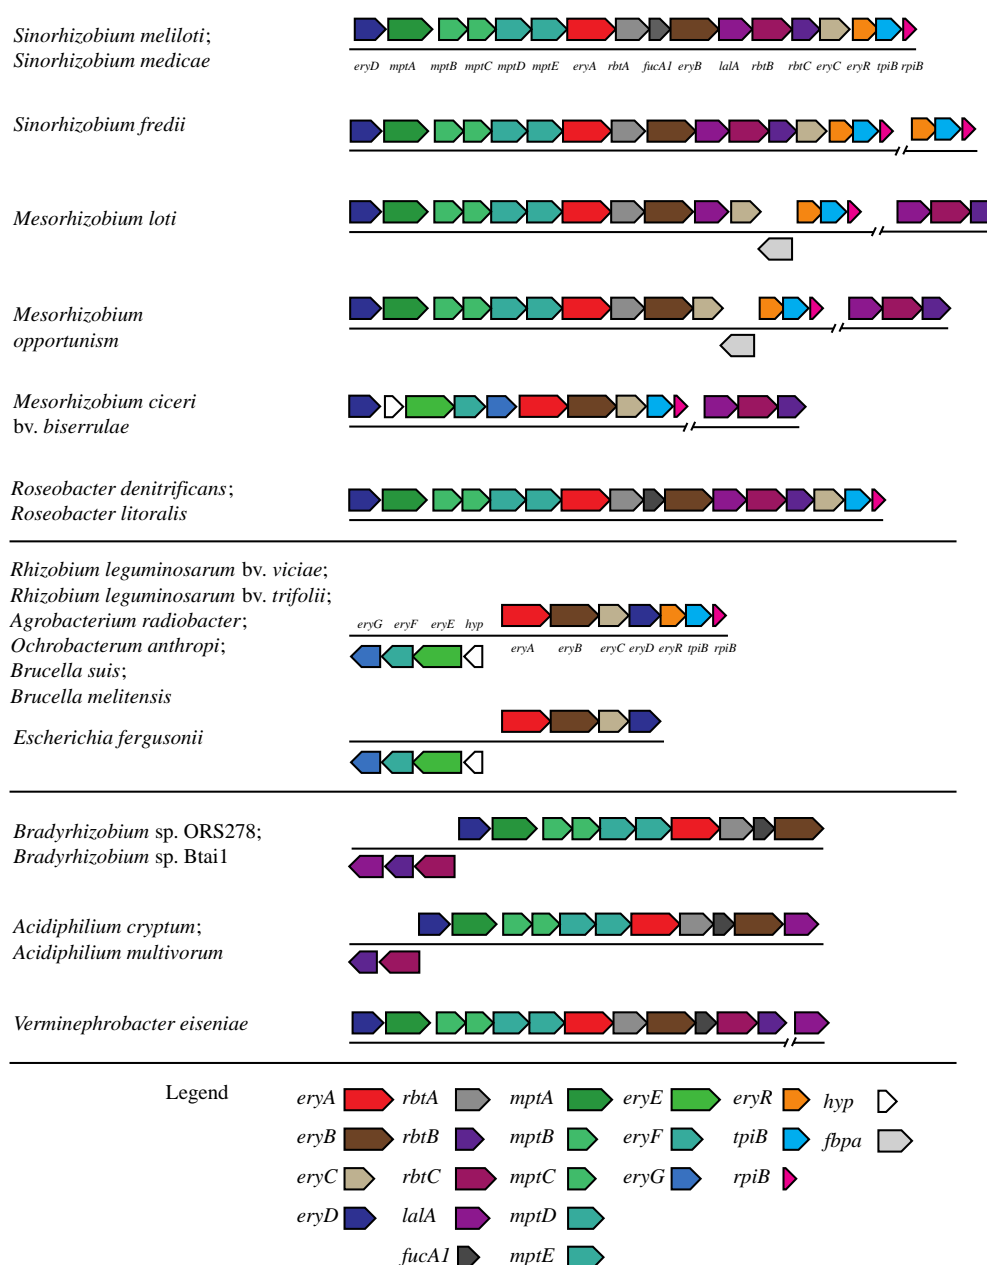 Sinorhizobium meliloti;
Sinorhizobium medicae
eryD mptA mptB mptC mptD mptE eryA rbtA fucA1 eryB lalA rbtB rbtC eryC eryR tpiB rpiB
Sinorhizobium fredii
Mesorhizobium loti
Mesorhizobium
opportunism
Mesorhizobium ciceri
bv. biserrulae
Roseobacter denitrificans;
Roseobacter litoralis
Rhizobium leguminosarum bv. viciae;
Rhizobium leguminosarum bv. trifolii;
Agrobacterium radiobacter;
Ochrobacterum anthropi;
Brucella suis;
Brucella melitensis
eryG eryF eryE hyp
eryA eryB eryC eryD eryR tpiB rpiB
Escherichia fergusonii
Bradyrhizobium sp. ORS278;
Bradyrhizobium sp. Btai1
Acidiphilium cryptum;
Acidiphilium multivorum
Verminephrobacter eiseniae
Legend
eryA rbtA mptA eryE eryR hyp
eryB rbtB mptB eryF tpiB fbpa
eryC rbtC mptC eryG rpiB
eryD lalA mptD
fucA1 mptE